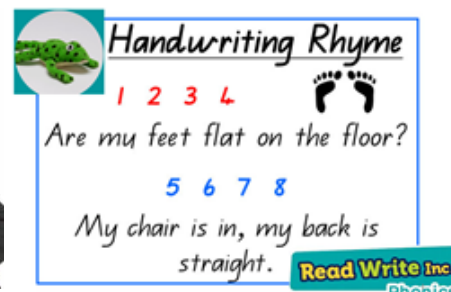 Handwriting Rhyme
1 2 3 4
Are my feet flat on the floor?
5 6 7 8
My chair is in, my back is
straight.
Read Write Inc
Phonics